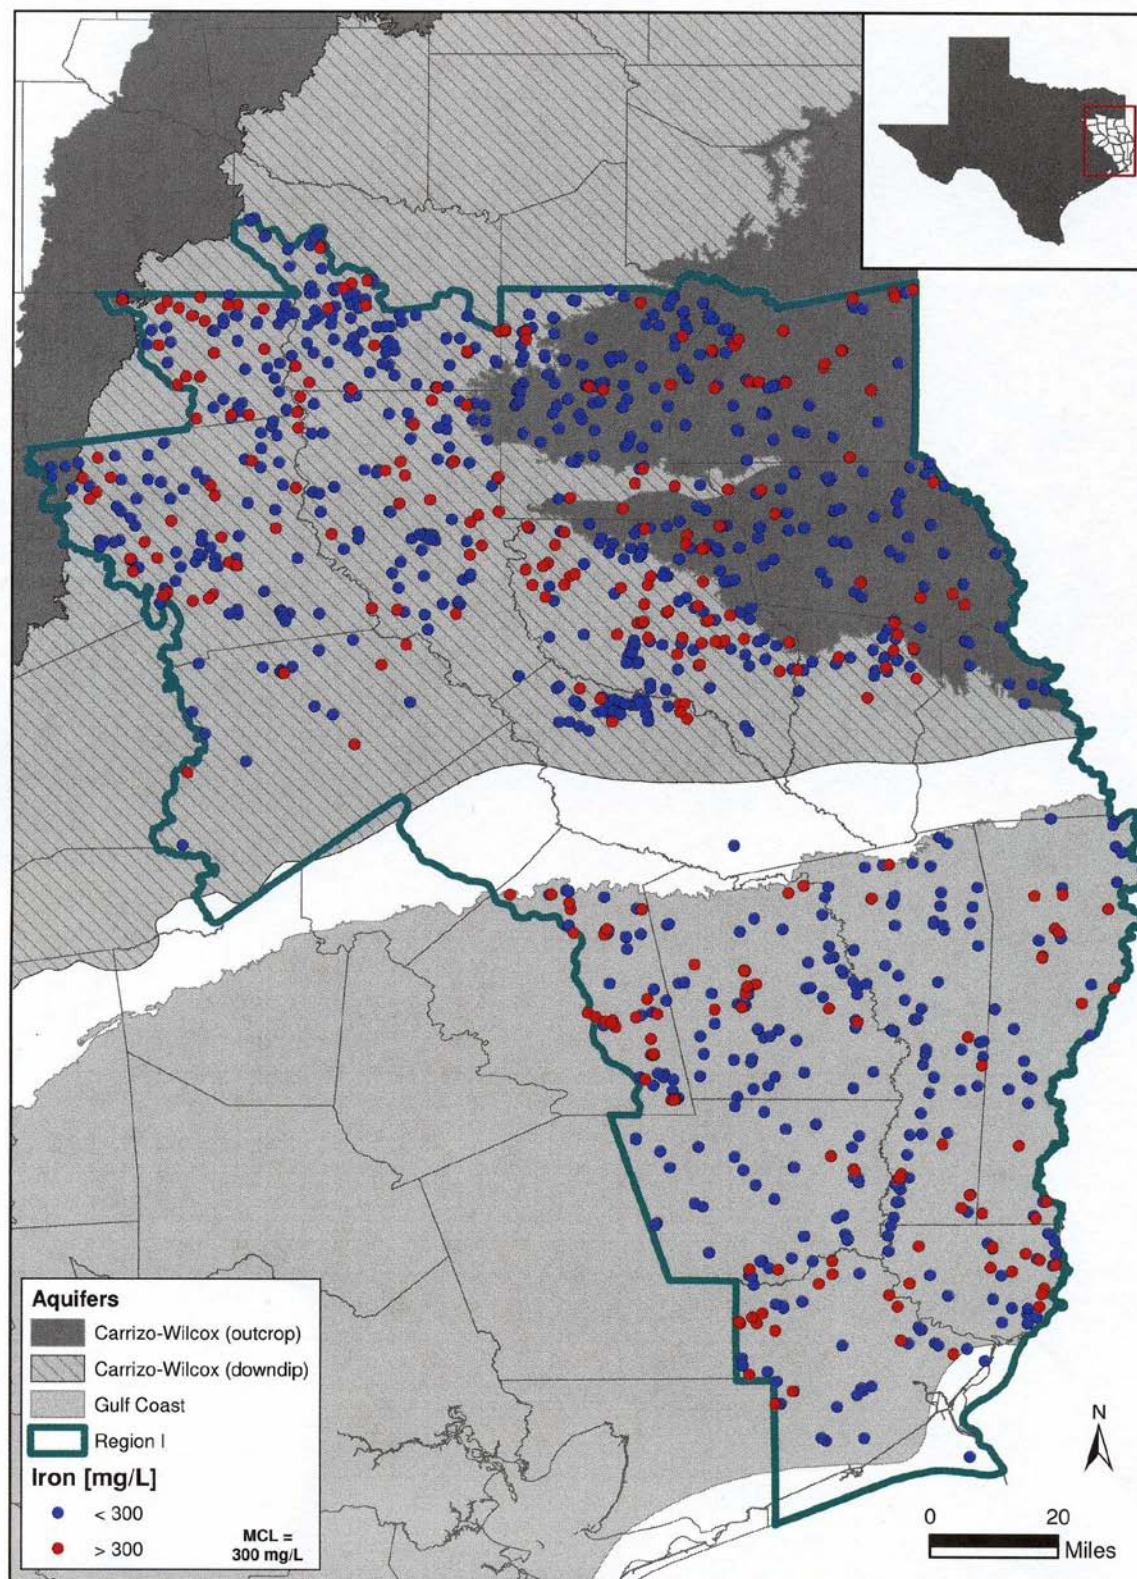 Aquifers
Carrizo-Wilcox (outcrop)
Carrizo-Wilcox (downdip)
Gulf Coast
Region I
Iron [mg/L]
< 300
> 300
MCL =
300 mg/L
N
0 20
Miles